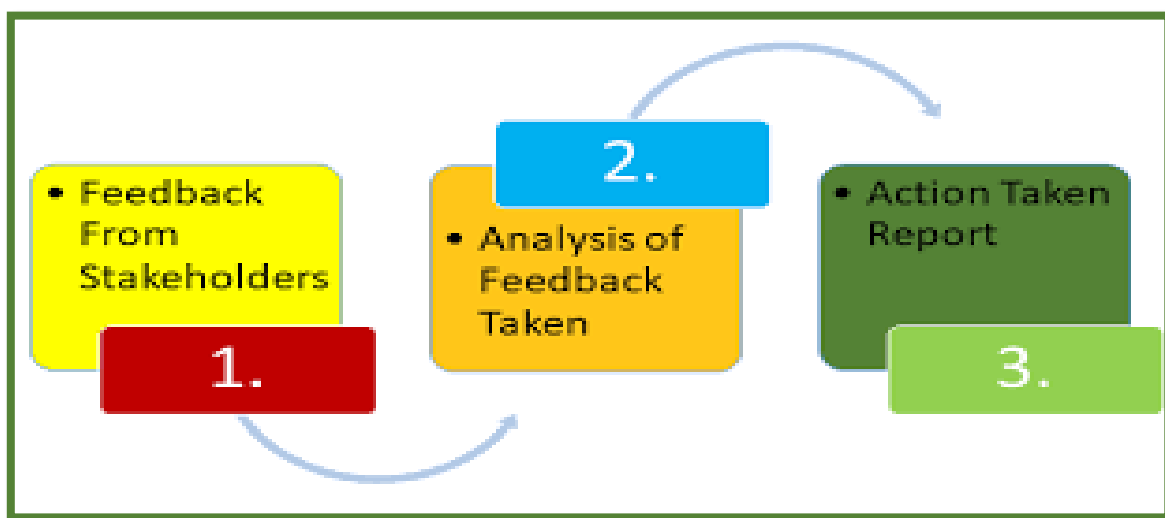 • Feedback
From
Stakeholders
1.
2.
• Analysis of
Feedback
Taken
• Action Taken
Report
3.